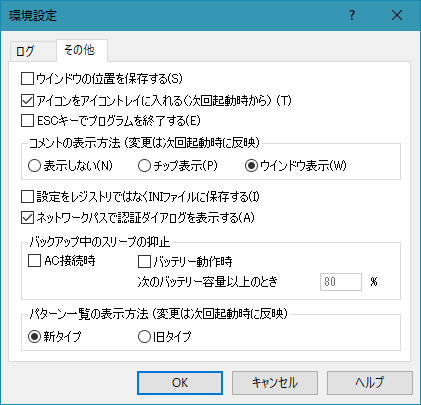 環境設定
ログ その他
ウインドウの位置を保存する(S)
アイコンをアイコントレイに入れる(次回起動時から) (T)
ESCキーでプログラムを終了する(E)
コメントの表示方法 (変更は次回起動時に反映)
表示しない(N) チップ表示(P) ウインドウ表示(W)
設定をレジストリではなくINIファイルに保存する(I)
ネットワークパスで認証ダイアログを表示する(A)
バックアップ中のスリープの抑止
AC接続時 バッテリー動作時
次のバッテリー容量以上のとき 80 %
パターン一覧の表示方法 (変更は次回起動時に反映)
新タイプ 旧タイプ
OK キャンセル ヘルプ